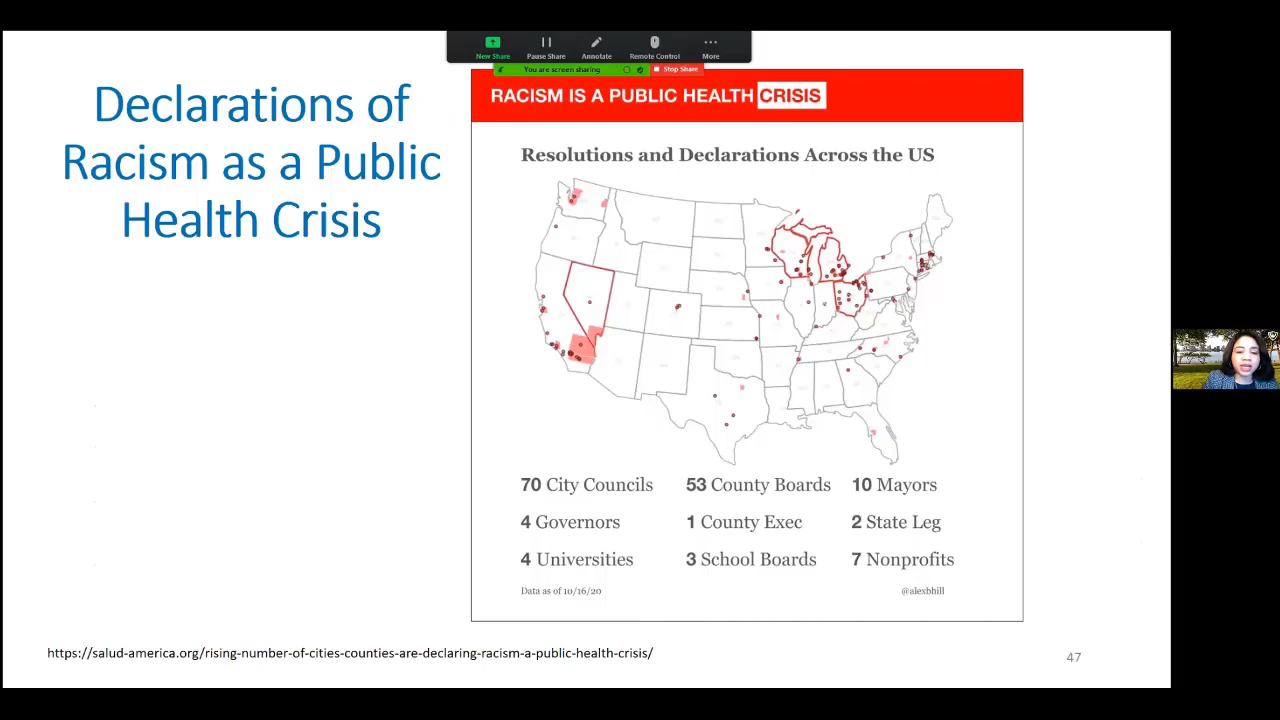 New Share
Pause Share
Annotate
Remote Control
More
You are screen sharing
Stop Share
Declarations of
Racism as a Public
Health Crisis
RACISM IS A PUBLIC HEALTH CRISIS
Resolutions and Declarations Across the US
70 City Councils
53 County Boards
10 Mayors
4 Governors
1 County Exec
2 State Leg
4 Universities
3 School Boards
7 Nonprofits
Data as of 10/16/20
@alexbhill
https://salud-america.org/rising-number-of-cities-counties-are-declaring-racism-a-public-health-crisis/
47